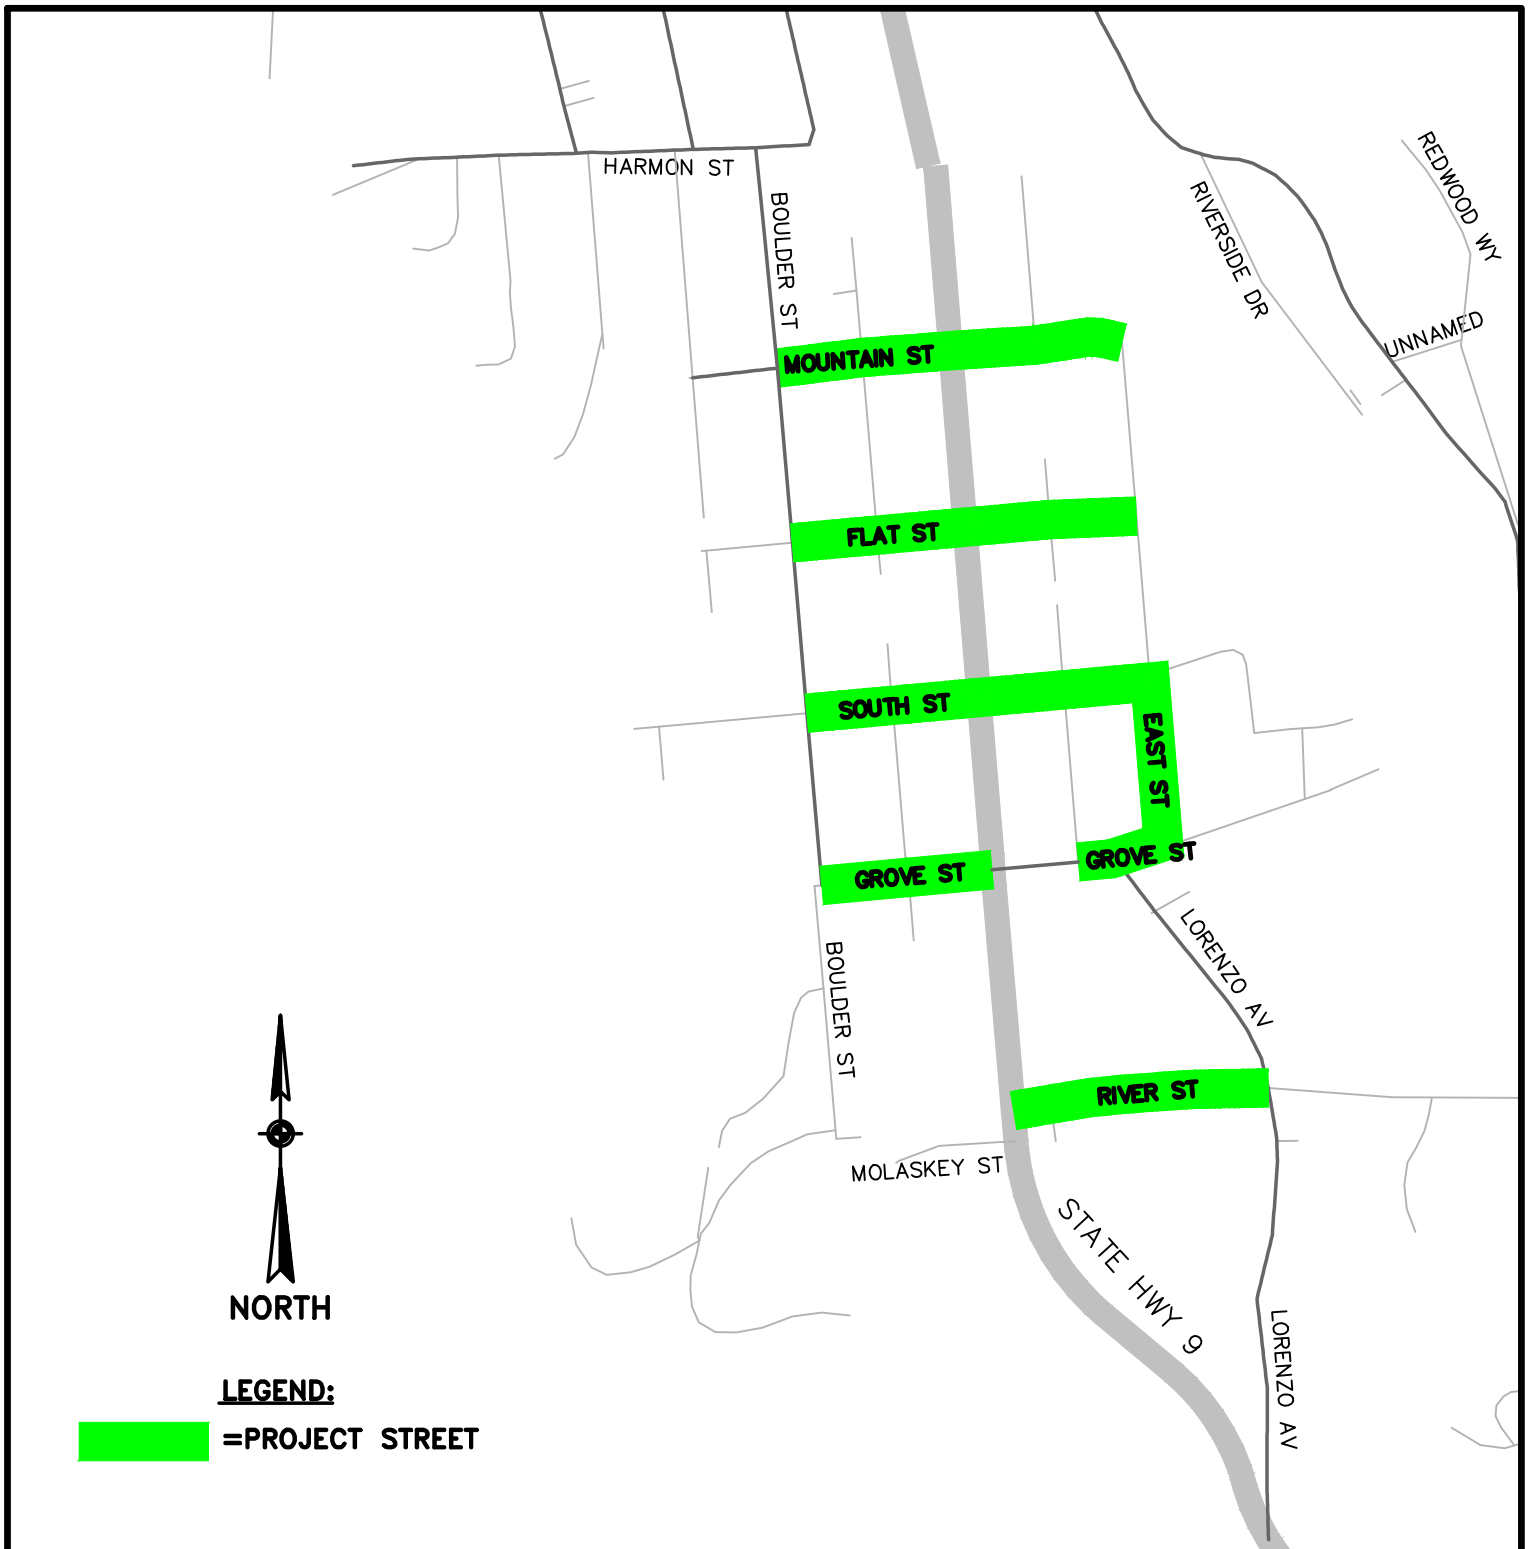 HARMON ST
BOULDER ST
REDWOOD WY
RIVERSIDE DR
UNNAMED
MOUNTAIN ST
FLAT ST
SOUTH ST
EAST ST
GROVE ST
GROVE ST
LORENZO AV
BOULDER ST
RIVER ST
MOLASKEY ST
STATE HWY 9
LORENZO AV
NORTH
LEGEND:
=PROJECT STREET